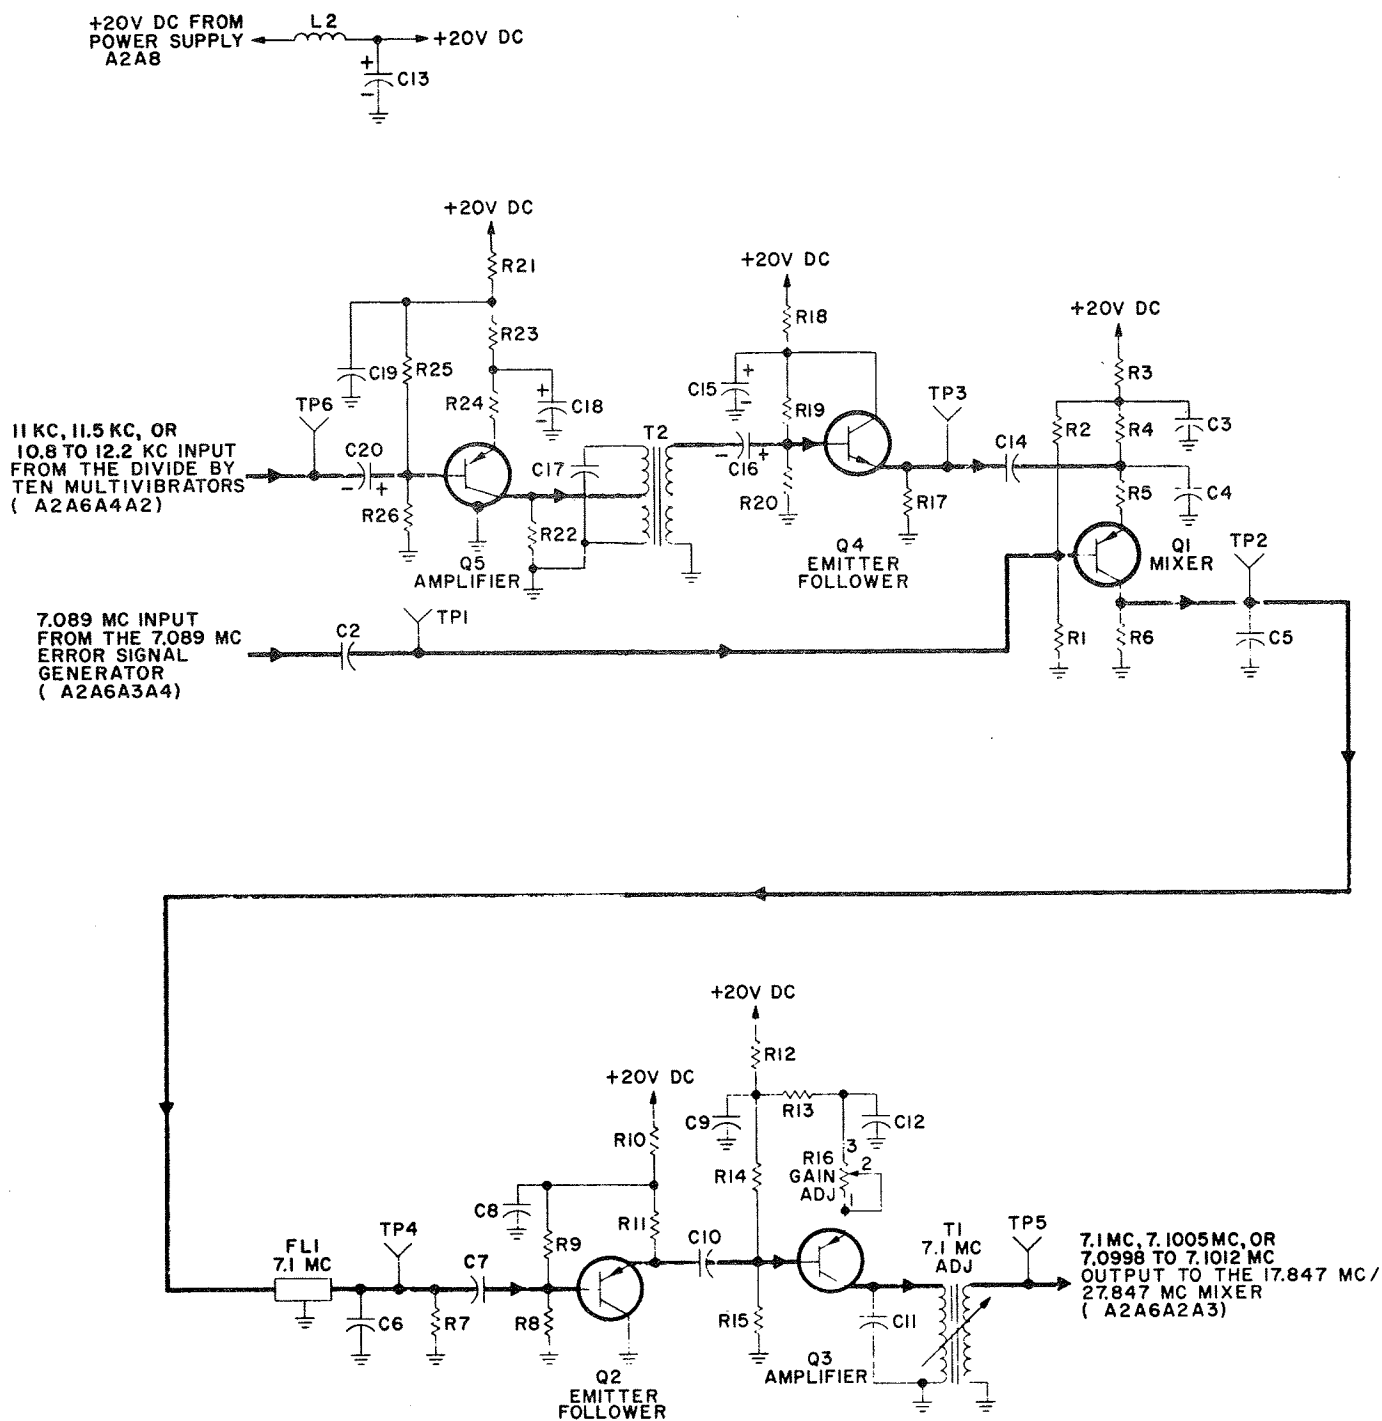 +20V DC FROM
POWER SUPPLY
A2A8
L2
+20V DC
+
C13
−
+20V DC
R21
+20V DC
R23
R18
+20V DC
C19
R25
R24
+
C18
−
C15
+
−
R19
TP3
R3
TP6
T2
R2
R4
C3
11 KC, 11.5 KC, OR
10.8 TO 12.2 KC INPUT
FROM THE DIVIDE BY
TEN MULTIVIBRATORS
( A2A6A4A2)
C20
−
+
C17
−
C16
+
C14
R26
R22
R20
R17
R5
C4
Q5
AMPLIFIER
Q4
EMITTER
FOLLOWER
Q1
MIXER
TP2
7.089 MC INPUT
FROM THE 7.089 MC
ERROR SIGNAL
GENERATOR
( A2A6A3A4)
C2
TP1
R1
R6
C5
+20V DC
R12
+20V DC
C9
R13
C12
R10
R14
R16
GAIN
ADJ
3
2
1
C8
R11
TP4
R9
C10
T1
7.1 MC
ADJ
TP5
FL1
7.1 MC
C7
7.1 MC, 7.1005 MC, OR
7.0998 TO 7.1012 MC
OUTPUT TO THE 17.847 MC/
27.847 MC MIXER
( A2A6A2A3)
C6
R7
R8
R15
C11
Q2
EMITTER
FOLLOWER
Q3
AMPLIFIER